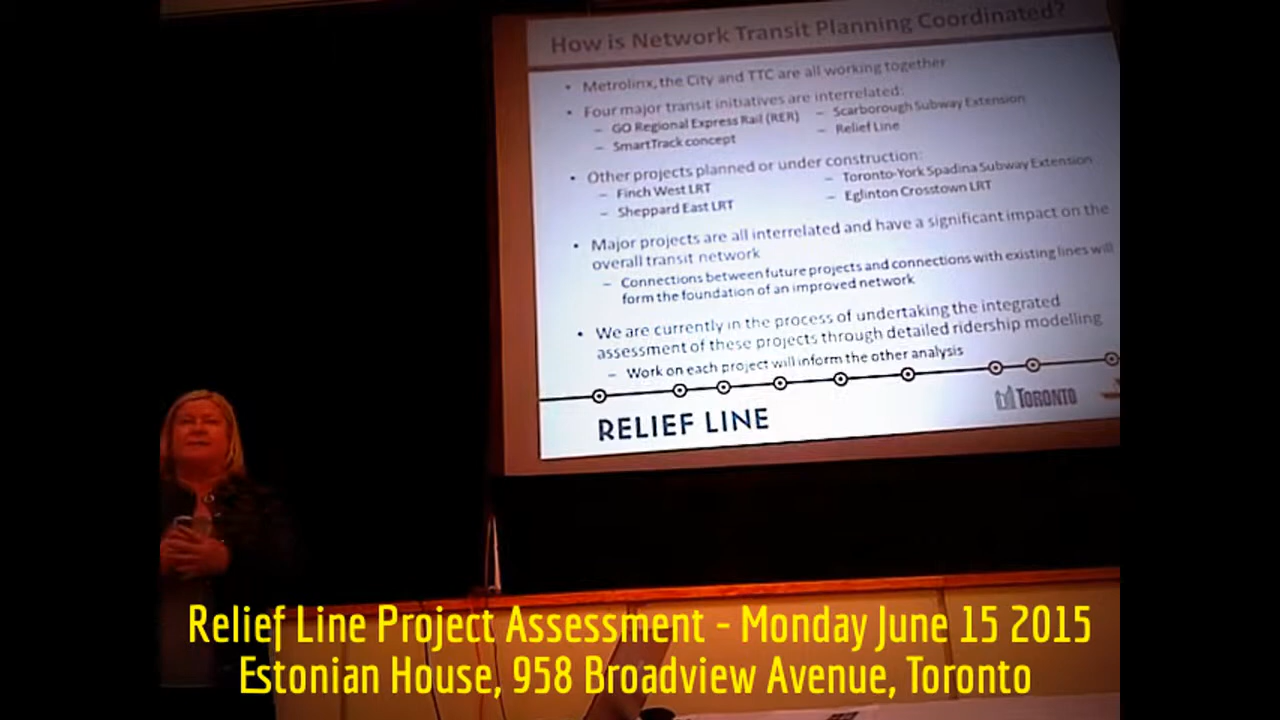 How is Network Transit Planning Coordinated?
• Metrolinx, the City and TTC are all working together
• Four major transit initiatives are interrelated:
– GO Regional Express Rail (RER) – Scarborough Subway Extension
– SmartTrack concept – Relief Line
• Other projects planned or under construction:
– Finch West LRT – Toronto-York Spadina Subway Extension
– Sheppard East LRT – Eglinton Crosstown LRT
• Major projects are all interrelated and have a significant impact on the
overall transit network
– Connections between future projects and connections with existing lines will
form the foundation of an improved network
• We are currently in the process of undertaking the integrated
assessment of these projects through detailed ridership modelling
– Work on each project will inform the other analysis
RELIEF LINE
TORONTO
Relief Line Project Assessment - Monday June 15 2015
Estonian House, 958 Broadview Avenue, Toronto